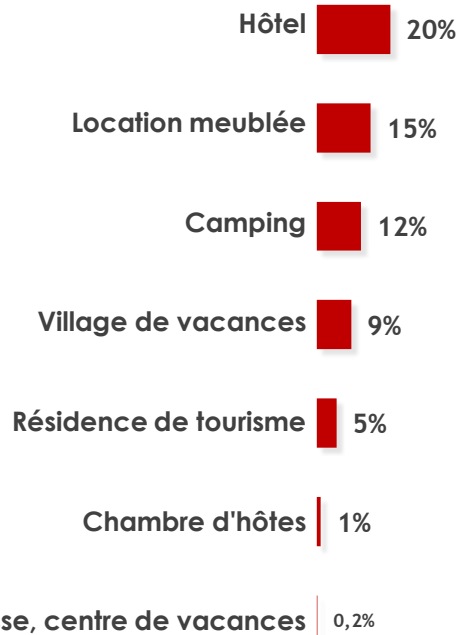 Hôtel 20%
Location meublée 15%
Camping 12%
Village de vacances 9%
Résidence de tourisme 5%
Chambre d'hôtes 1%
centre de vacances 0,2%